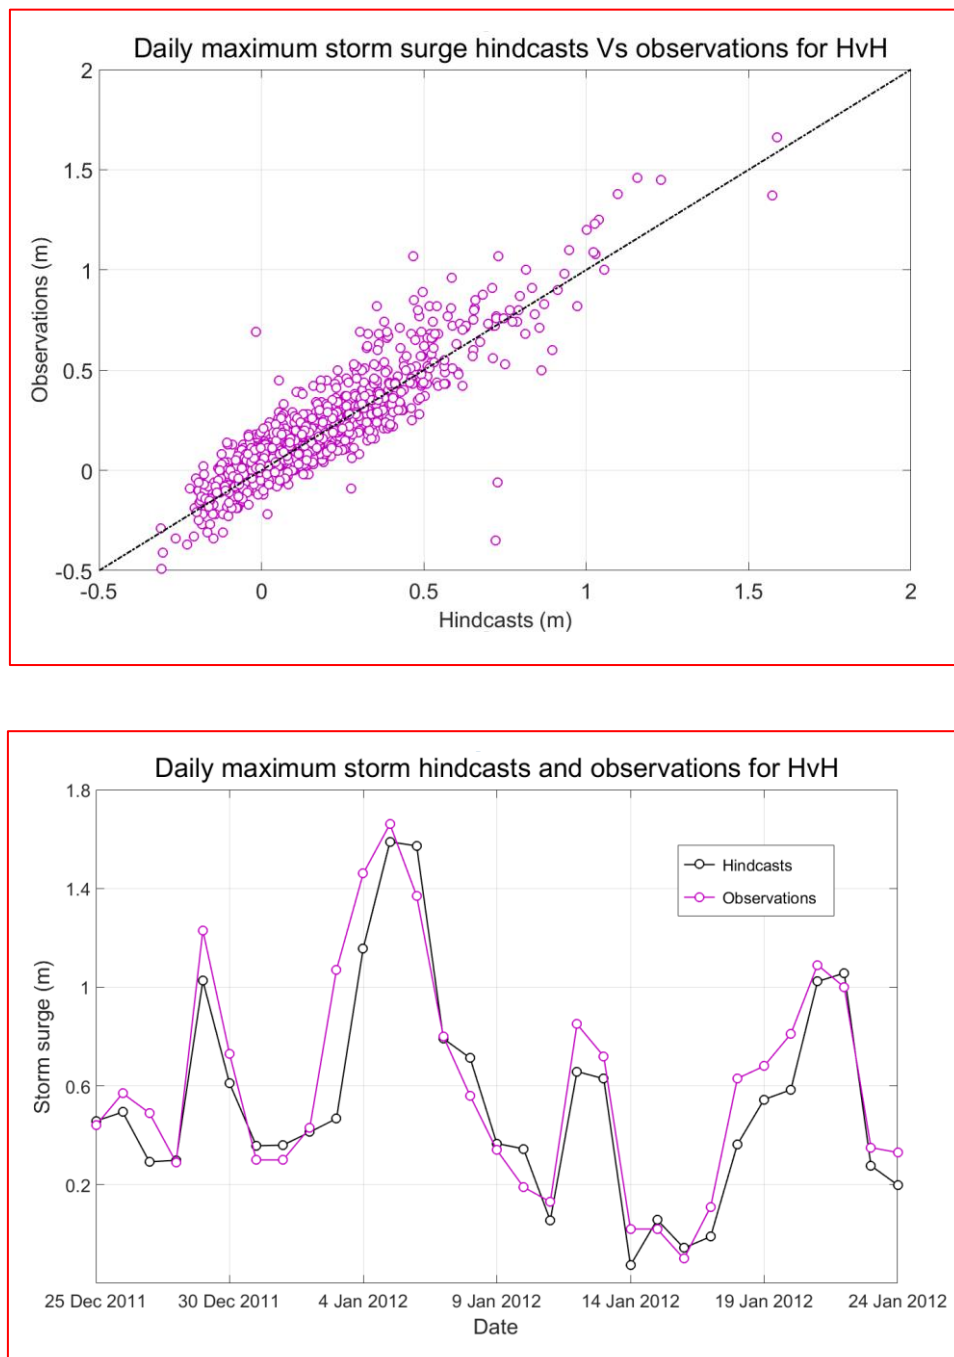 Daily maximum storm surge hindcasts Vs observations for HvH
2
1.5
1
0.5
0
-0.5
Observations (m)
-0.5 0 0.5 1 1.5 2
Hindcasts (m)
Daily maximum storm hindcasts and observations for HvH
1.8
1.4
1
0.6
0.2
Storm surge (m)
Hindcasts
Observations
25 Dec 2011 30 Dec 2011 4 Jan 2012 9 Jan 2012 14 Jan 2012 19 Jan 2012 24 Jan 2012
Date